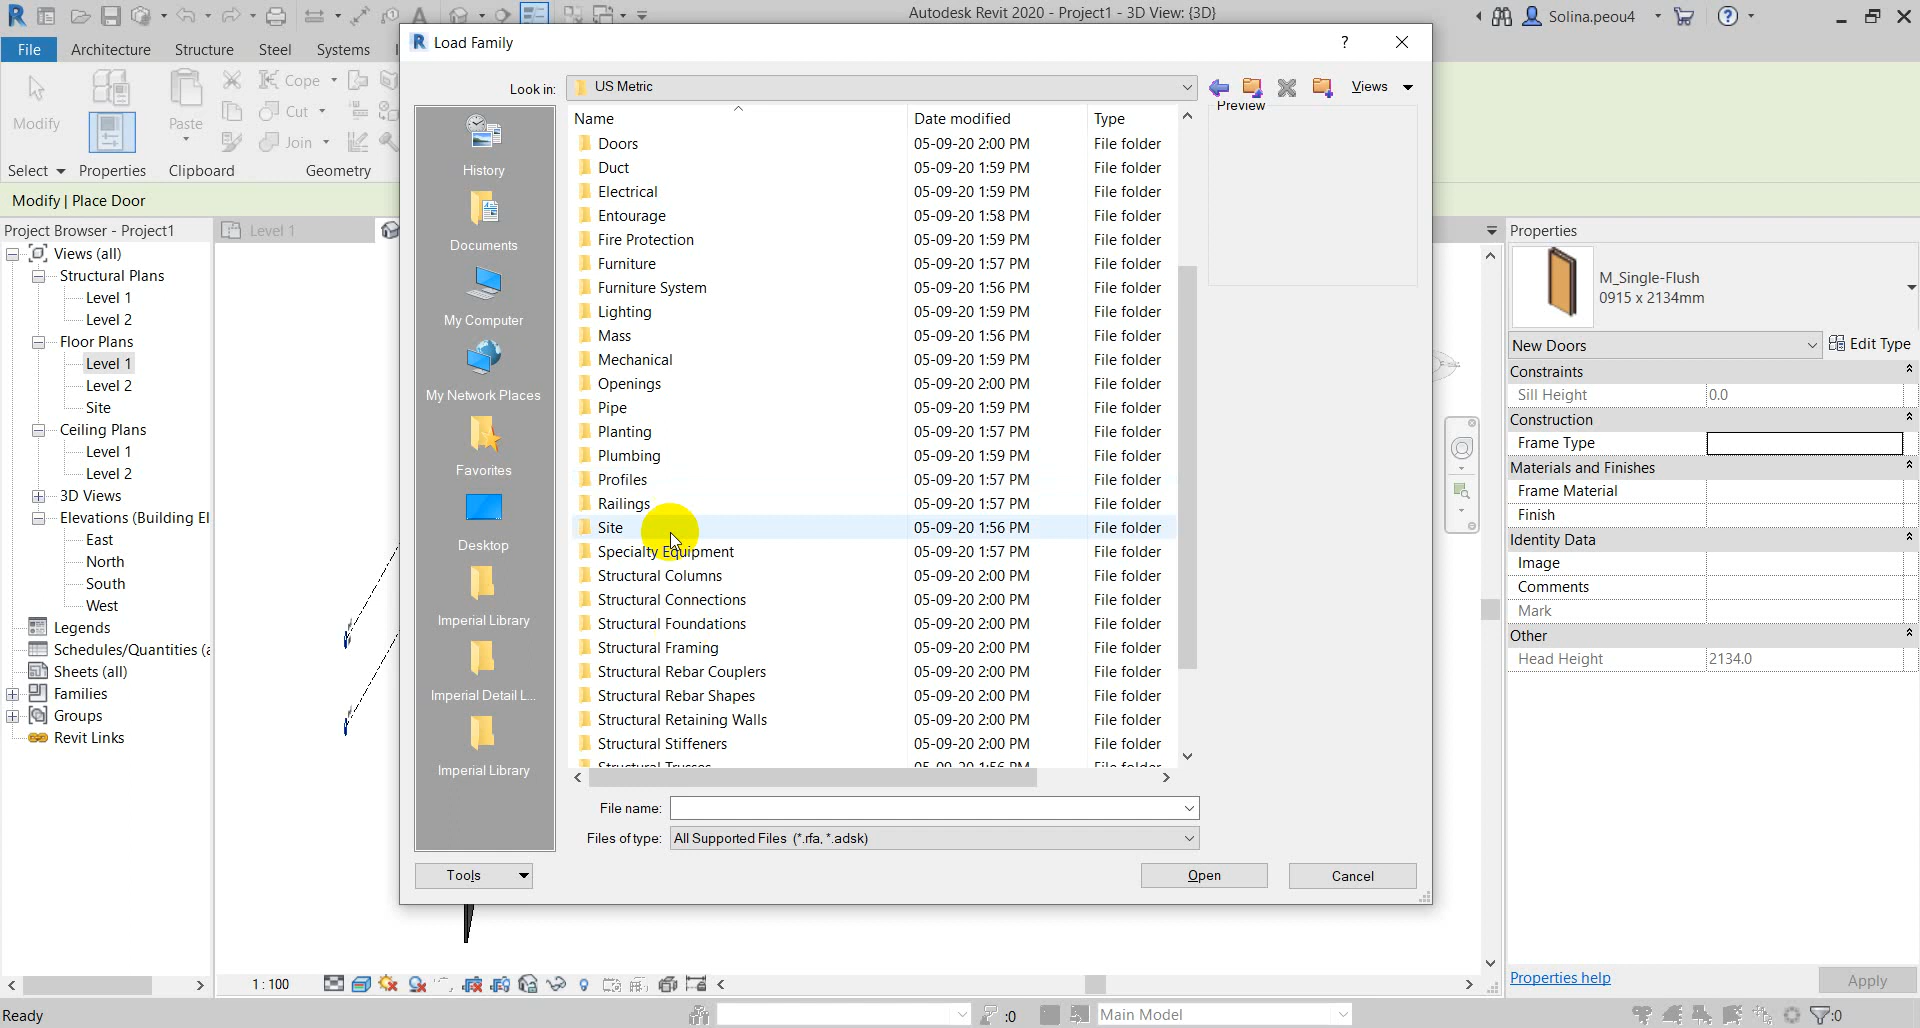 Autodesk Revit 2020 - Project1 - 3D View: {3D}
Solina.peou4
File
Architecture
Structure
Steel
Systems
Modify
Cope
Cut
Join
Paste
Select
Properties
Clipboard
Geometry
Modify | Place Door
Project Browser - Project1
Views (all)
Structural Plans
Level 1
Level 2
Floor Plans
Level 1
Level 2
Site
Ceiling Plans
Level 1
Level 2
3D Views
Elevations (Building El
East
North
South
West
Legends
Schedules/Quantities (a
Sheets (all)
Families
Groups
Revit Links
Level 1
Load Family
?
Look in:
US Metric
Views
Preview
History
Documents
My Computer
My Network Places
Favorites
Desktop
Imperial Library
Imperial Detail L...
Imperial Library
Name Date modified Type
Doors 05-09-20 2:00 PM File folder
Duct 05-09-20 1:59 PM File folder
Electrical 05-09-20 1:59 PM File folder
Entourage 05-09-20 1:58 PM File folder
Fire Protection 05-09-20 1:59 PM File folder
Furniture 05-09-20 1:57 PM File folder
Furniture System 05-09-20 1:56 PM File folder
Lighting 05-09-20 1:59 PM File folder
Mass 05-09-20 1:56 PM File folder
Mechanical 05-09-20 1:59 PM File folder
Openings 05-09-20 2:00 PM File folder
Pipe 05-09-20 1:59 PM File folder
Planting 05-09-20 1:57 PM File folder
Plumbing 05-09-20 1:59 PM File folder
Profiles 05-09-20 1:57 PM File folder
Railings 05-09-20 1:57 PM File folder
Site 05-09-20 1:56 PM File folder
Specialty Equipment 05-09-20 1:57 PM File folder
Structural Columns 05-09-20 2:00 PM File folder
Structural Connections 05-09-20 2:00 PM File folder
Structural Foundations 05-09-20 2:00 PM File folder
Structural Framing 05-09-20 2:00 PM File folder
Structural Rebar Couplers 05-09-20 2:00 PM File folder
Structural Rebar Shapes 05-09-20 2:00 PM File folder
Structural Retaining Walls 05-09-20 2:00 PM File folder
Structural Stiffeners 05-09-20 2:00 PM File folder
Structural Trusses 05-09-20 1:56 PM File folder
File name:
Files of type: All Supported Files (*.rfa, *.adsk)
Tools
Open
Cancel
Properties
M_Single-Flush
0915 x 2134mm
New Doors
Edit Type
Constraints
Sill Height 0.0
Construction
Frame Type
Materials and Finishes
Frame Material
Finish
Identity Data
Image
Comments
Mark
Other
Head Height 2134.0
Properties help
Apply
1 : 100
Ready
:0
Main Model
:0